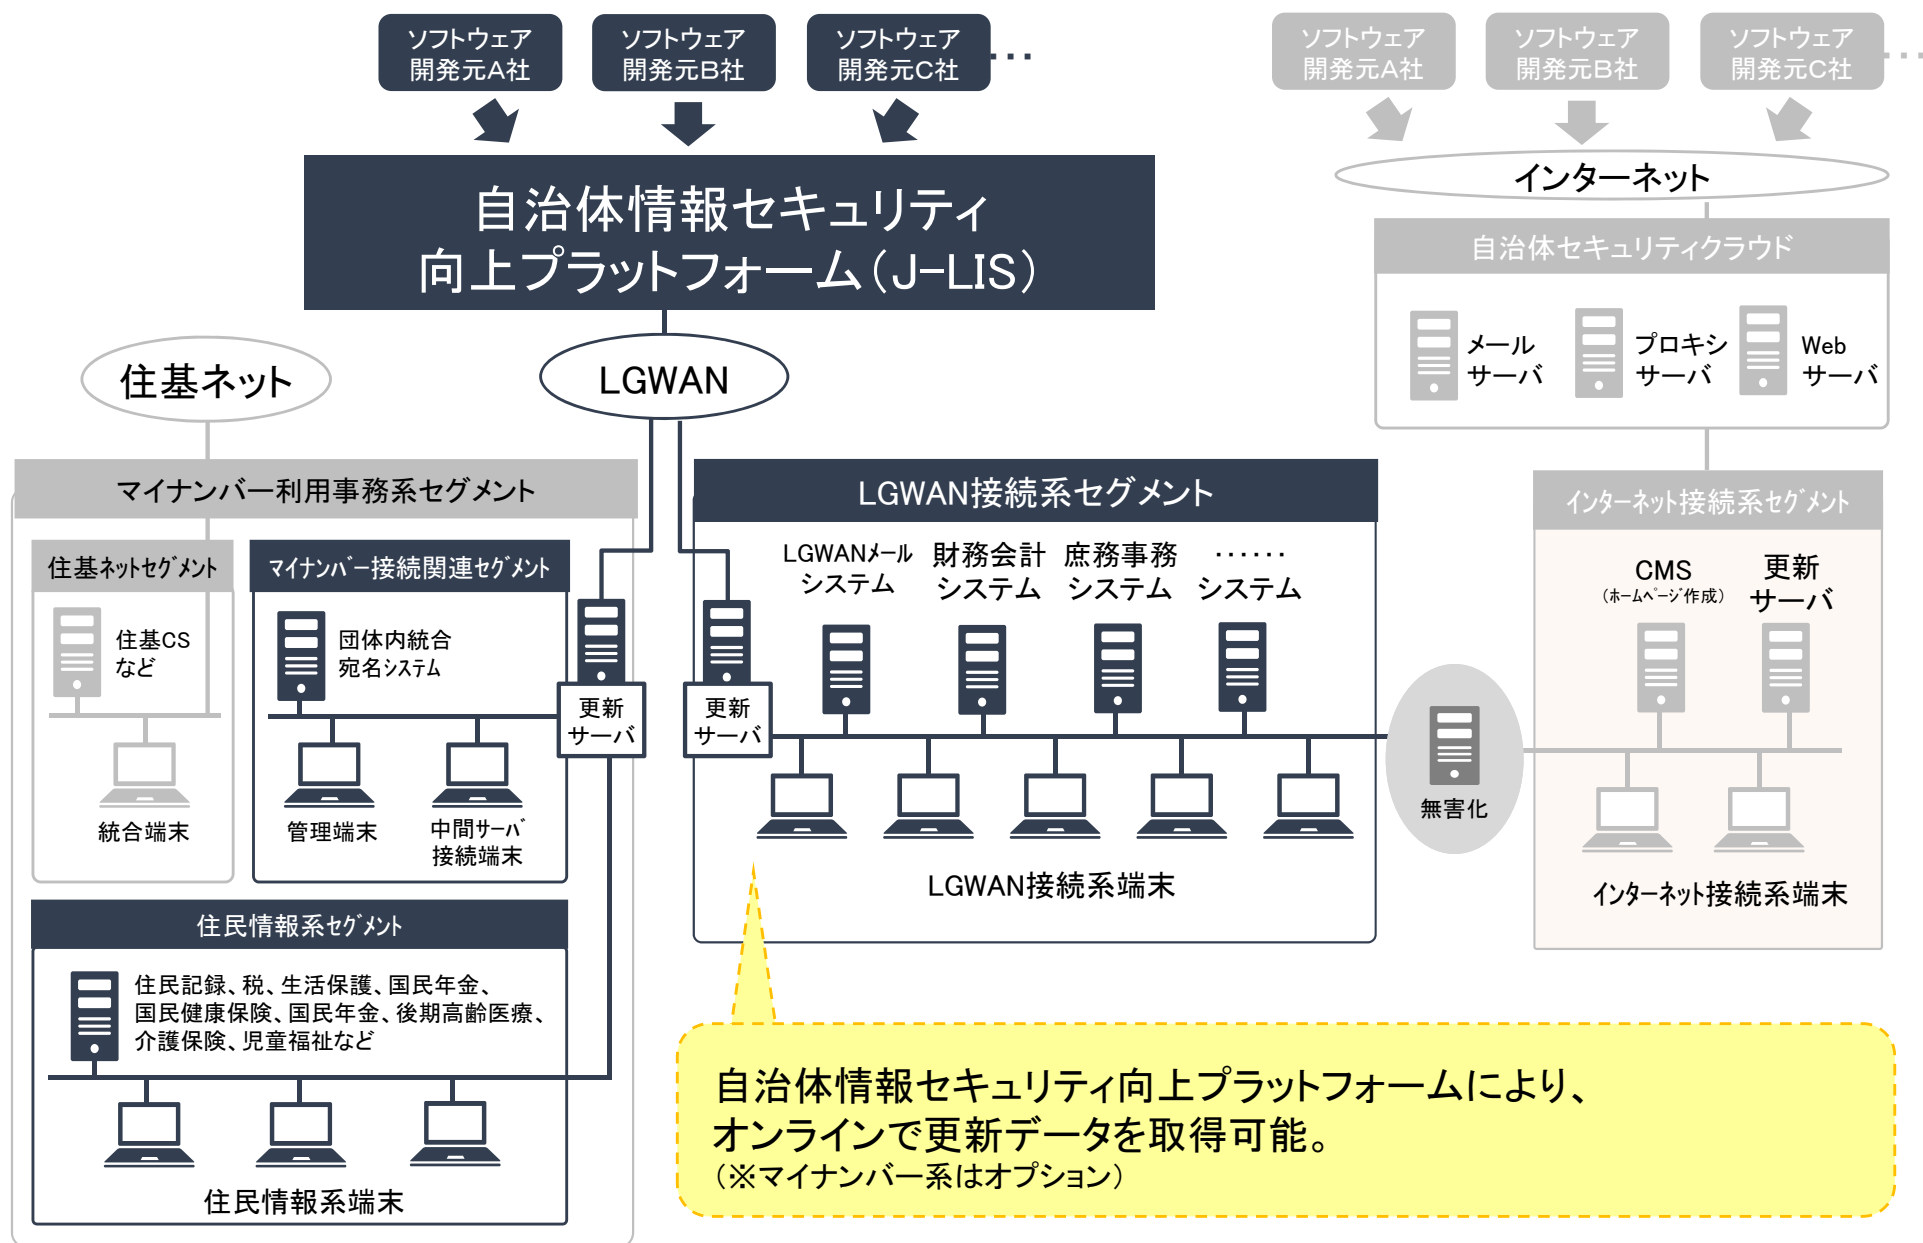 ソフトウェア
開発元A社
ソフトウェア
開発元B社
ソフトウェア
開発元C社
・・・
自治体情報セキュリティ
向上プラットフォーム（J-LIS）
ソフトウェア
開発元A社
ソフトウェア
開発元B社
ソフトウェア
開発元C社
・・・
インターネット
自治体セキュリティクラウド
メール
サーバ
プロキシ
サーバ
Web
サーバ
住基ネット
LGWAN
マイナンバー利用事務系セグメント
住基ネットセグメント
住基CS
など
統合端末
マイナンバー接続関連セグメント
団体内統合
宛名システム
管理端末
中間サーバ
接続端末
更新
サーバ
住民情報系セグメント
住民記録、税、生活保護、国民年金、
国民健康保険、国民年金、後期高齢医療、
介護保険、児童福祉など
住民情報系端末
LGWAN接続系セグメント
更新
サーバ
LGWANメール
システム
財務会計
システム
庶務事務
システム
・・・・・・
システム
LGWAN接続系端末
無害化
インターネット接続系セグメント
CMS
（ホームページ作成）
更新
サーバ
インターネット接続系端末
自治体情報セキュリティ向上プラットフォームにより、
オンラインで更新データを取得可能。
（※マイナンバー系はオプション）